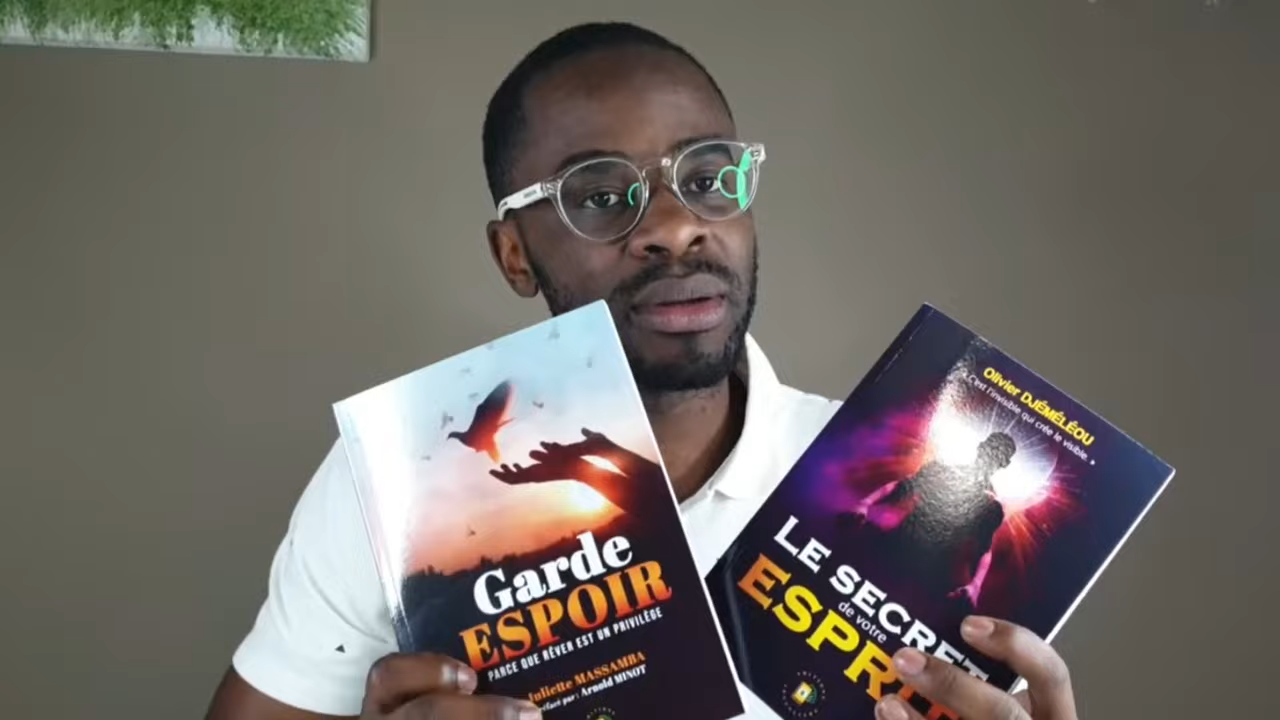 Garde
ESPOIR
PARCE QUE RÊVER EST UN PRIVILÈGE
Juliette MASSAMBA
Préfacé par : Arnold MINOT
Olivier DJÉMÉLÉOU
« C'est l'invisible qui crée le visible. »
LE SECRET
de votre
ESPRIT